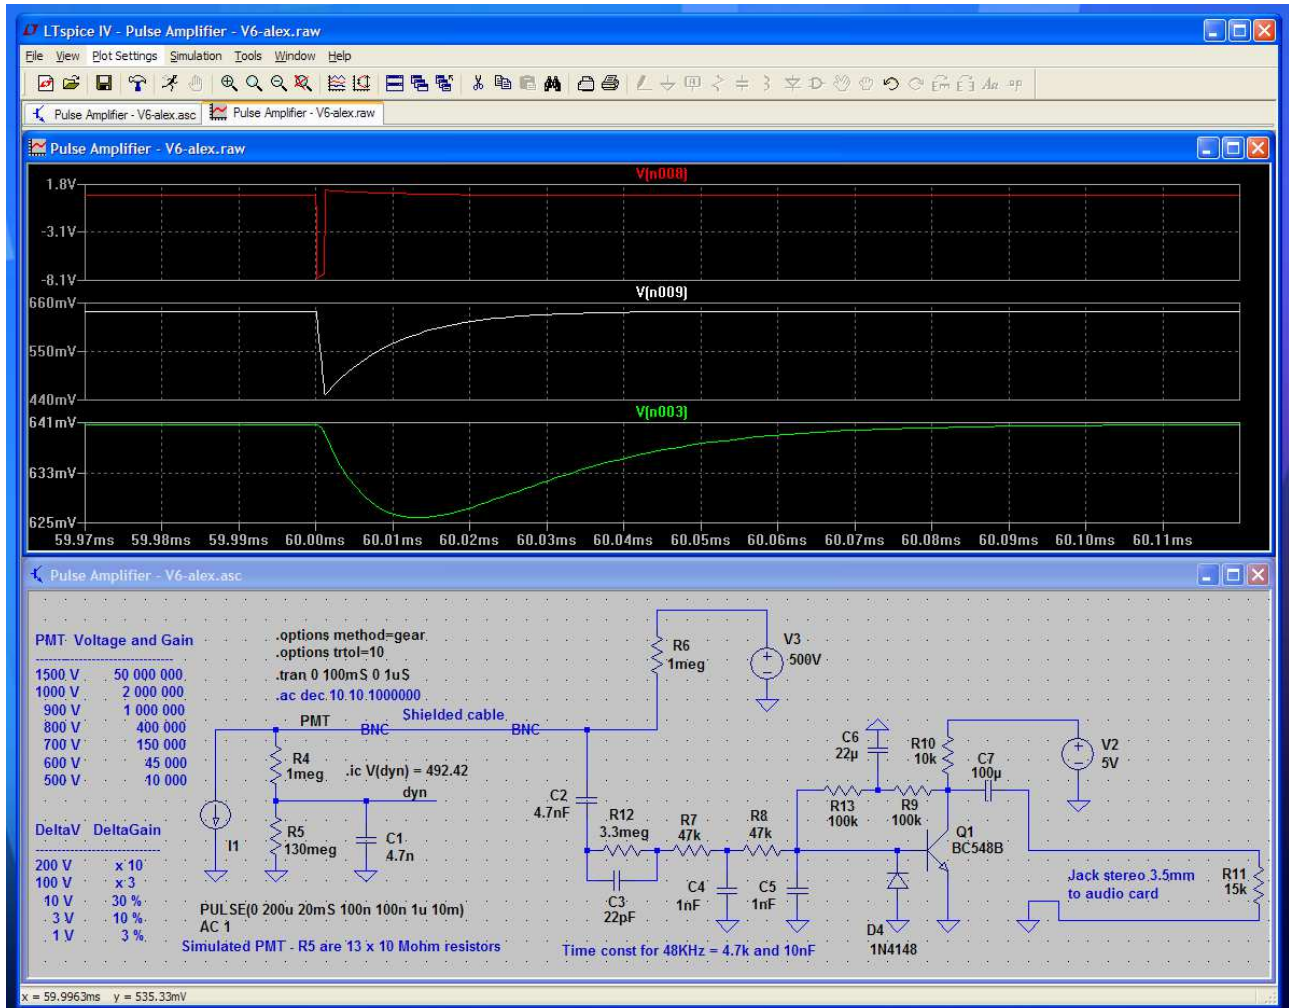 LTspice IV - Pulse Amplifier - V6-alex.raw
File View Plot Settings Simulation Tools Window Help
Pulse Amplifier - V6-alex.asc Pulse Amplifier - V6-alex.raw
Pulse Amplifier - V6-alex.raw
V(n008)
1.8V
-3.1V
-8.1V
V(n009)
660mV
550mV
440mV
V(n003)
641mV
633mV
625mV
59.97ms 59.98ms 59.99ms 60.00ms 60.01ms 60.02ms 60.03ms 60.04ms 60.05ms 60.06ms 60.07ms 60.08ms 60.09ms 60.10ms 60.11ms
Pulse Amplifier - V6-alex.asc
PMT Voltage and Gain
1500 V 50 000 000
1000 V 2 000 000
900 V 1 000 000
800 V 400 000
700 V 150 000
600 V 45 000
500 V 10 000
DeltaV DeltaGain
200 V x 10
100 V x 3
10 V 30 %
3 V 10 %
1 V 3 %
.options method=gear
.options trtol=10
.tran 0 100mS 0 1uS
.ac dec 10 10 1000000
PMT
BNC
Shielded cable
BNC
R4
1meg
.ic V(dyn) = 492.42
dyn
I1
R5
130meg
C1
4.7n
PULSE(0 200u 20mS 100n 100n 1u 10m)
AC 1
Simulated PMT - R5 are 13 x 10 Mohm resistors
R6
1meg
V3
500V
C2
4.7nF
R12
3.3meg
C3
22pF
R7
47k
R8
47k
C4
1nF
C5
1nF
C6
22µ
R13
100k
R9
100k
R10
10k
C7
100µ
V2
5V
Q1
BC548B
D4
1N4148
Jack stereo 3.5mm
to audio card
R11
15k
Time const for 48KHz = 4.7k and 10nF
x = 59.9963ms y = 535.33mV